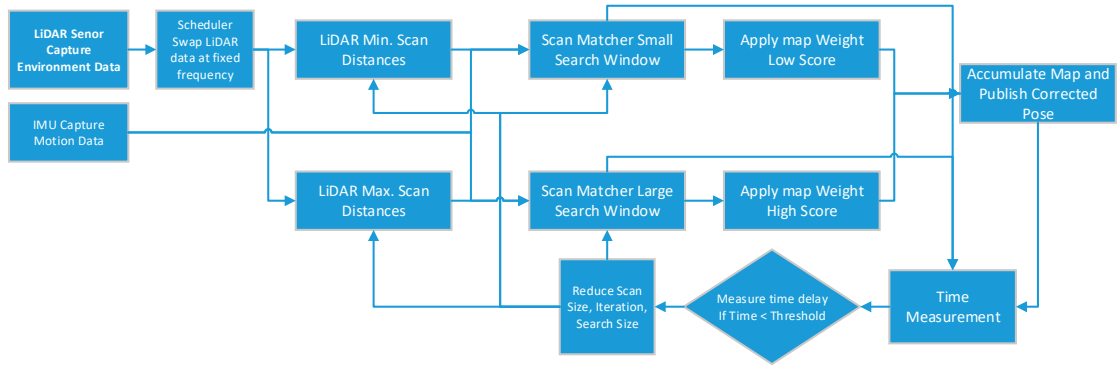 LiDAR Senor
Capture
Environment Data
Scheduler
Swap LiDAR
data at fixed
frequency
LiDAR Min. Scan
Distances
Scan Matcher Small
Search Window
Apply map Weight
Low Score
Accumulate Map and
Publish Corrected
Pose
IMU Capture
Motion Data
LiDAR Max. Scan
Distances
Scan Matcher Large
Search Window
Apply map Weight
High Score
Reduce Scan
Size, Iteration,
Search Size
Measure time delay
If Time < Threshold
Time
Measurement